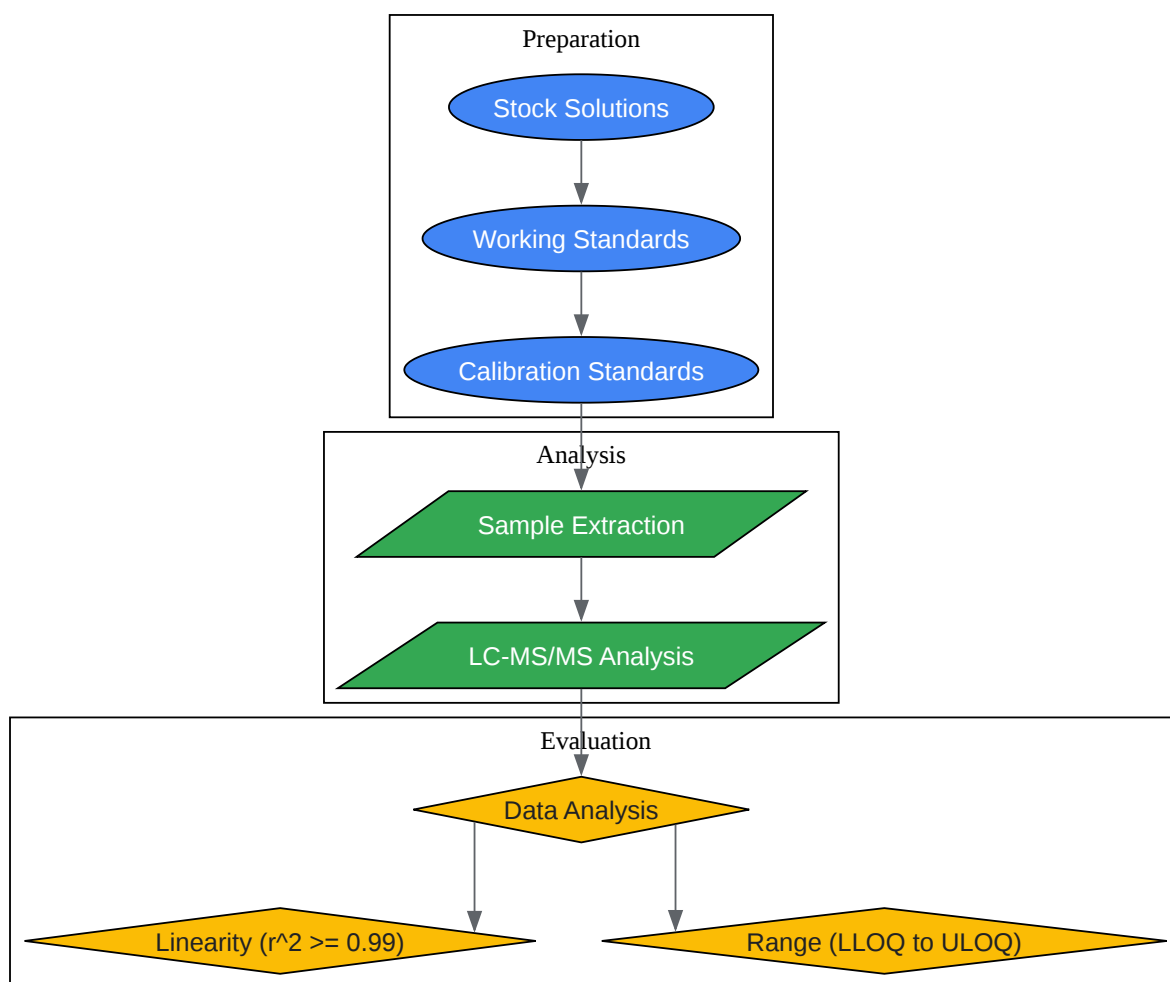 Preparation
Stock Solutions
Working Standards
Calibration Standards
Analysis
Sample Extraction
LC-MS/MS Analysis
Evaluation
Data Analysis
Linearity (r^2 >= 0.99)
Range (LLOQ to ULOQ)